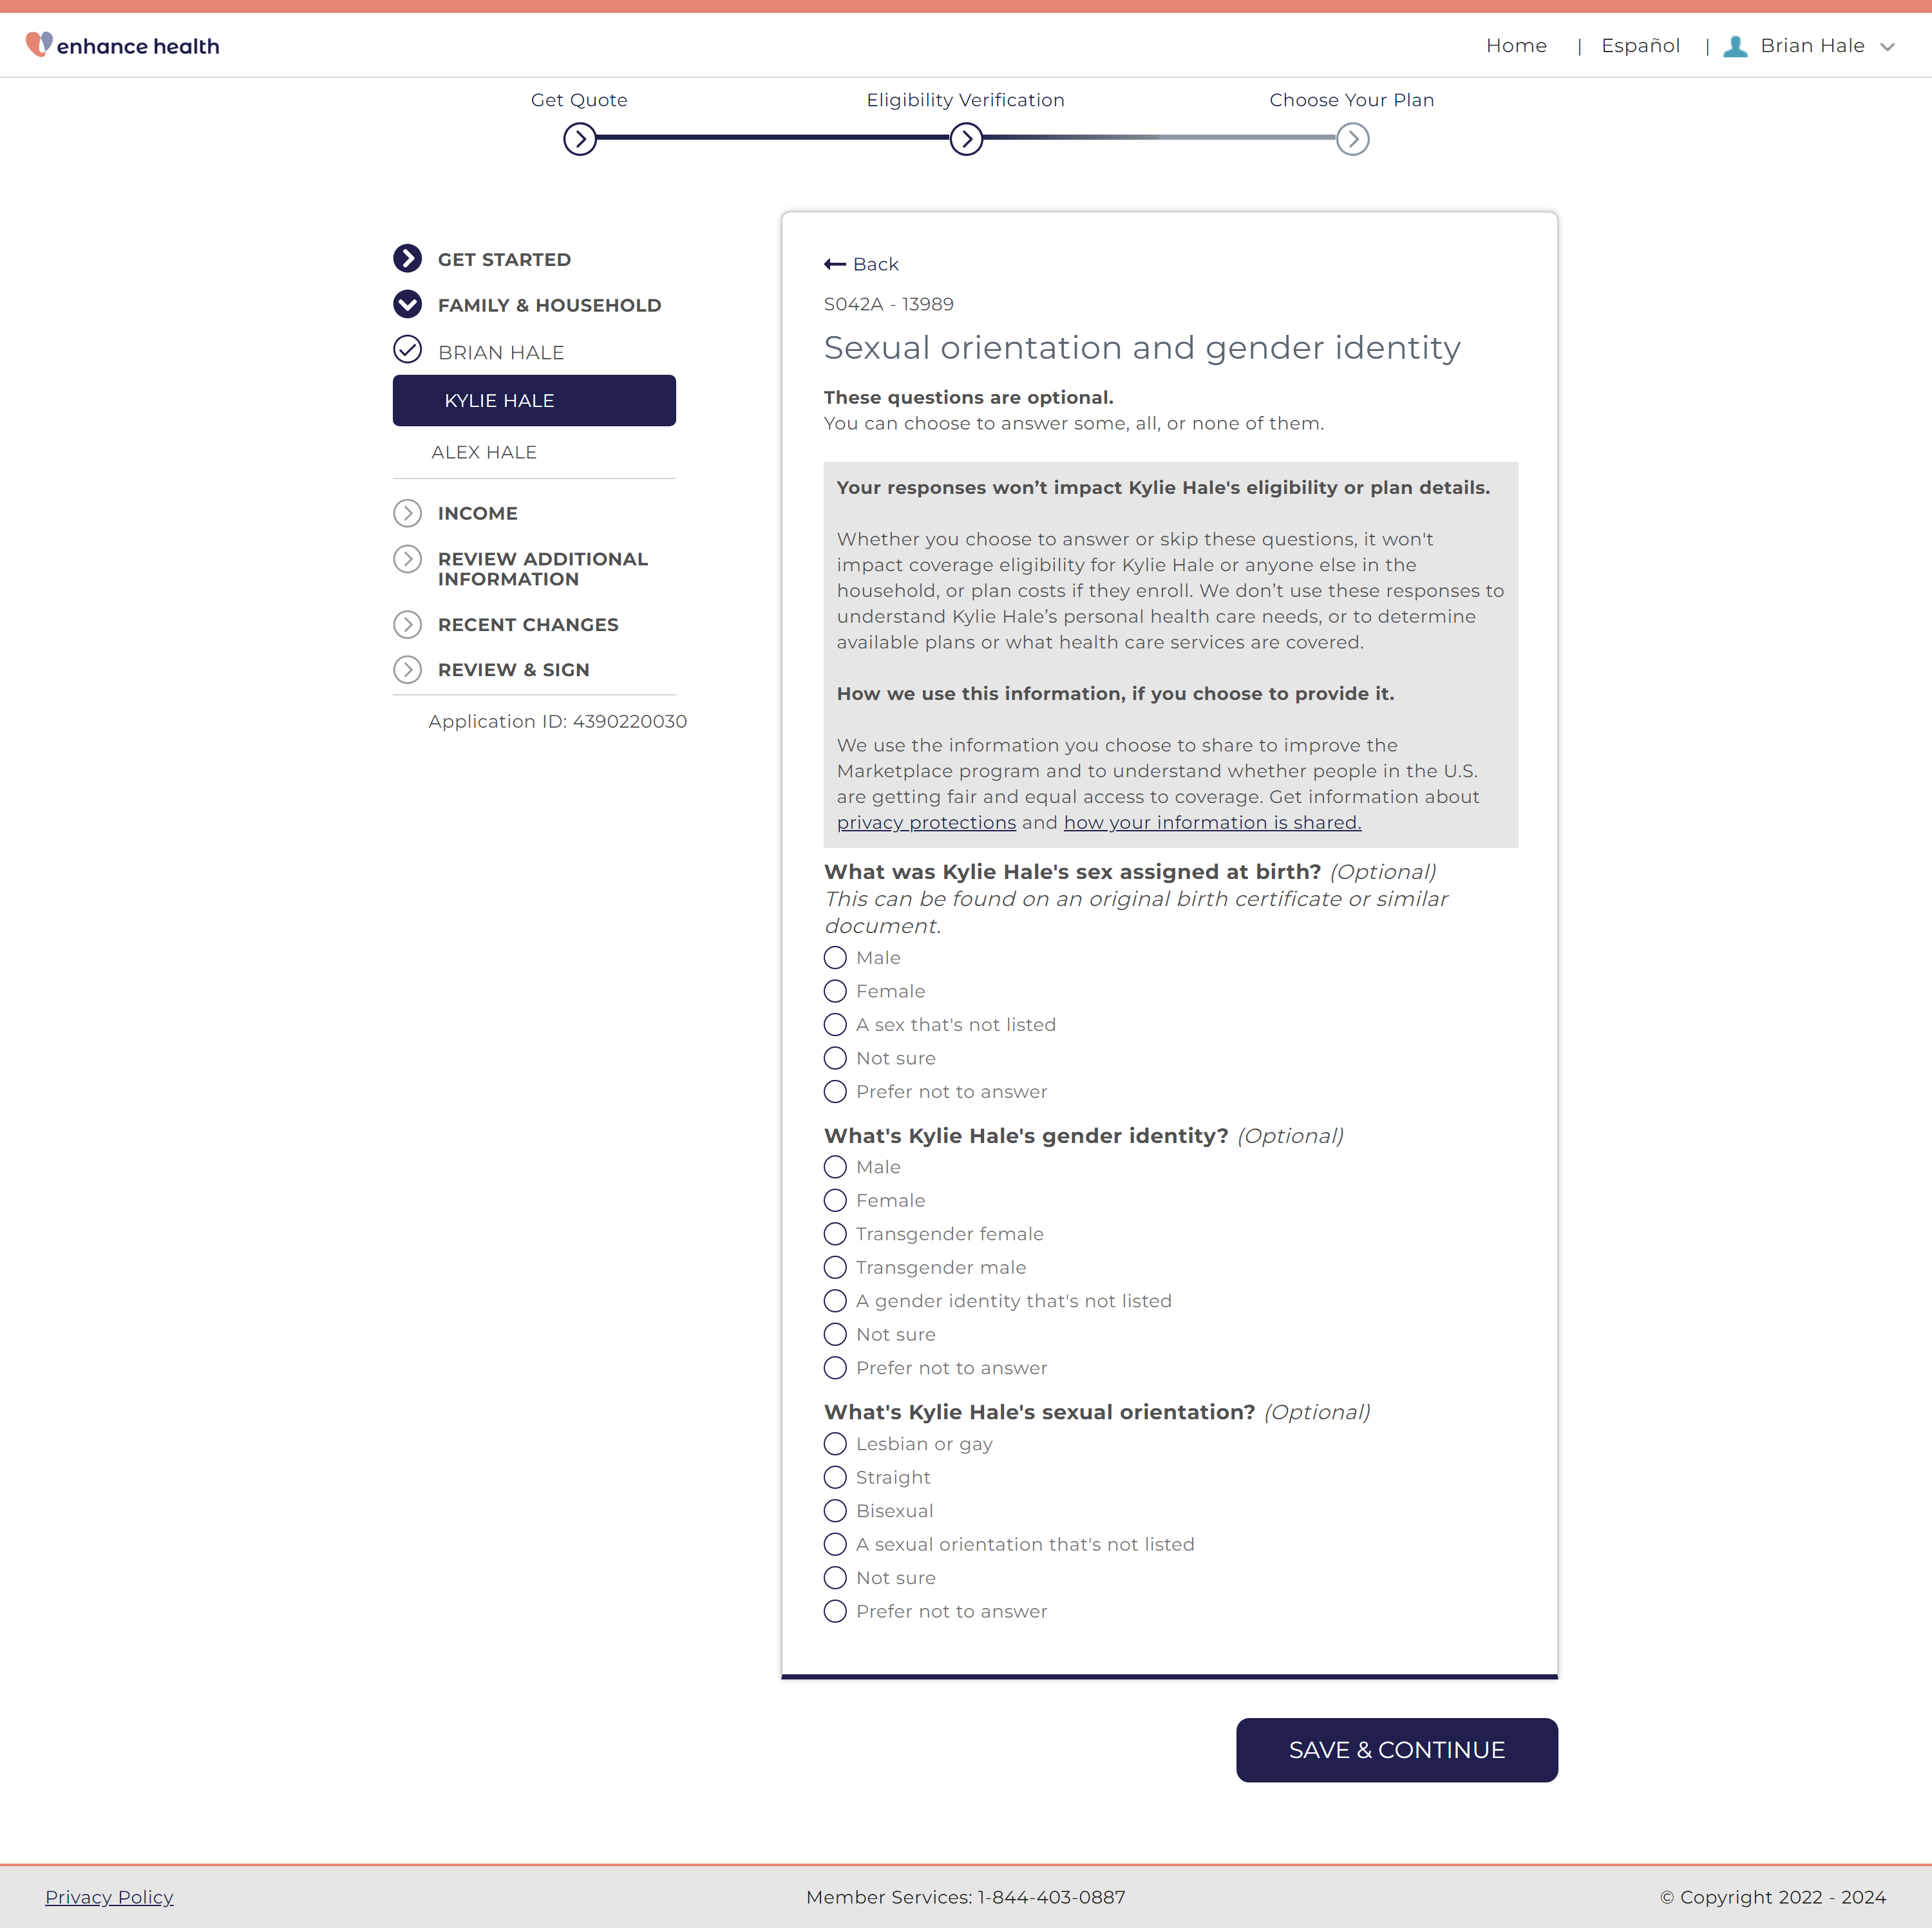 enhance health
Home | Español | Brian Hale
Get Quote
Eligibility Verification
Choose Your Plan
GET STARTED
FAMILY & HOUSEHOLD
BRIAN HALE
KYLIE HALE
ALEX HALE
INCOME
REVIEW ADDITIONAL
INFORMATION
RECENT CHANGES
REVIEW & SIGN
Application ID: 4390220030
Back
S042A - 13989
Sexual orientation and gender identity
These questions are optional.
You can choose to answer some, all, or none of them.
Your responses won’t impact Kylie Hale's eligibility or plan details.
Whether you choose to answer or skip these questions, it won't
impact coverage eligibility for Kylie Hale or anyone else in the
household, or plan costs if they enroll. We don’t use these responses to
understand Kylie Hale’s personal health care needs, or to determine
available plans or what health care services are covered.
How we use this information, if you choose to provide it.
We use the information you choose to share to improve the
Marketplace program and to understand whether people in the U.S.
are getting fair and equal access to coverage. Get information about
privacy protections and how your information is shared.
What was Kylie Hale's sex assigned at birth? (Optional)
This can be found on an original birth certificate or similar
document.
Male
Female
A sex that's not listed
Not sure
Prefer not to answer
What's Kylie Hale's gender identity? (Optional)
Male
Female
Transgender female
Transgender male
A gender identity that's not listed
Not sure
Prefer not to answer
What's Kylie Hale's sexual orientation? (Optional)
Lesbian or gay
Straight
Bisexual
A sexual orientation that's not listed
Not sure
Prefer not to answer
SAVE & CONTINUE
Privacy Policy
Member Services: 1-844-403-0887
© Copyright 2022 - 2024